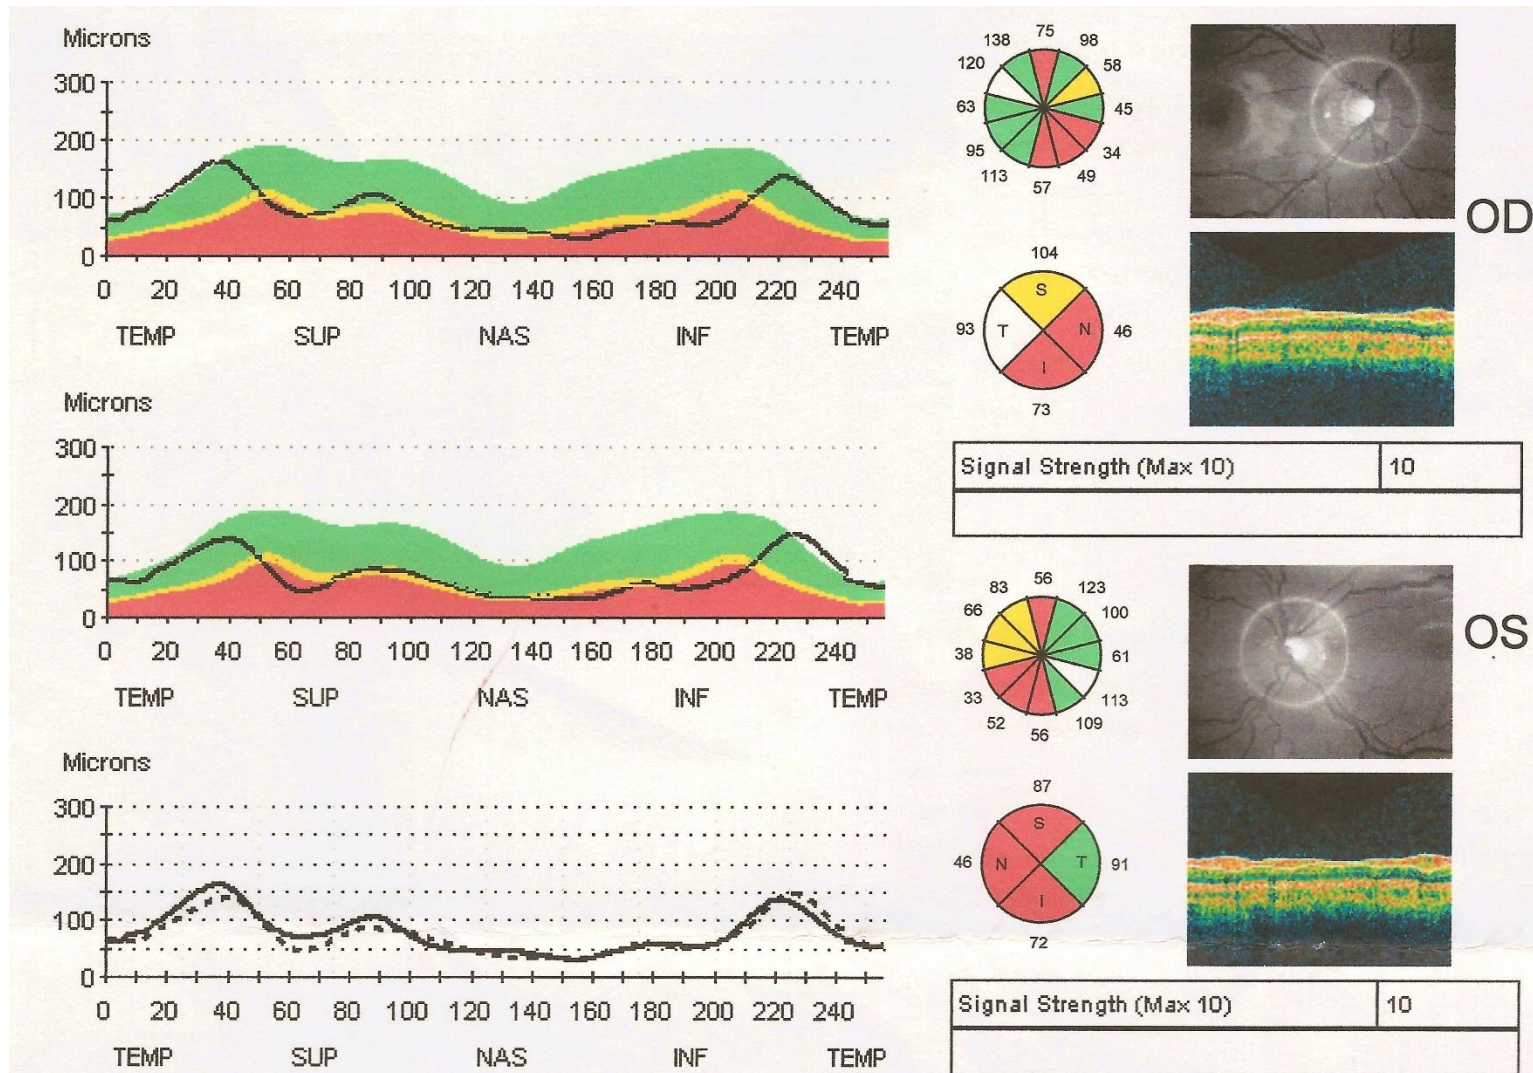 Microns
300
200
100
0
0 20 40 60 80 100 120 140 160 180 200 220 240
TEMP SUP NAS INF TEMP
138 75 98
120 58
63 45
95 34
113 57 49
104
S
93 T N 46
I
73
OD
Signal Strength (Max 10) 10
Microns
300
200
100
0
0 20 40 60 80 100 120 140 160 180 200 220 240
TEMP SUP NAS INF TEMP
83 56 123
66 100
38 61
33 113
52 56 109
87
S
46 N T 91
I
72
OS
Signal Strength (Max 10) 10
Microns
300
200
100
0
0 20 40 60 80 100 120 140 160 180 200 220 240
TEMP SUP NAS INF TEMP